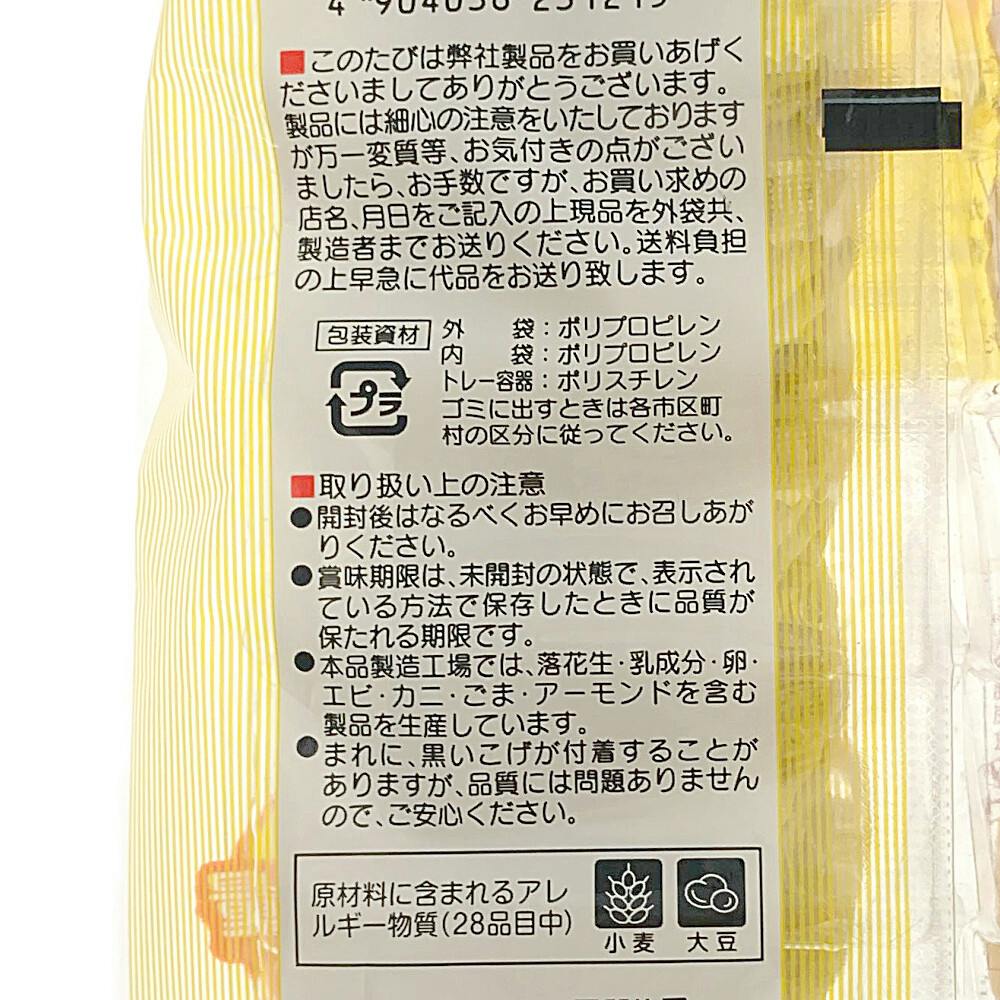 ■このたびは弊社製品をお買いあげく
ださいましてありがとうございます。
製品には細心の注意をいたしております
が万一変質等、お気付きの点がござい
ましたら、お手数ですが、お買い求めの
店名、月日をご記入の上現品を外袋共、
製造者までお送りください。送料負担
の上早急に代品をお送り致します。
包装資材
外 袋：ポリプロピレン
内 袋：ポリプロピレン
トレー容器：ポリスチレン
プラ
ゴミに出すときは各市区町
村の区分に従ってください。
■取り扱い上の注意
●開封後はなるべくお早めにお召しあが
りください。
●賞味期限は、未開封の状態で、表示され
ている方法で保存したときに品質が
保たれる期限です。
●本品製造工場では、落花生・乳成分・卵・
エビ・カニ・ごま・アーモンドを含む
製品を生産しています。
●まれに、黒いこげが付着することが
ありますが、品質には問題ありません
ので、ご安心ください。
原材料に含まれるアレ
ルギー物質(28品目中)
小麦 大豆